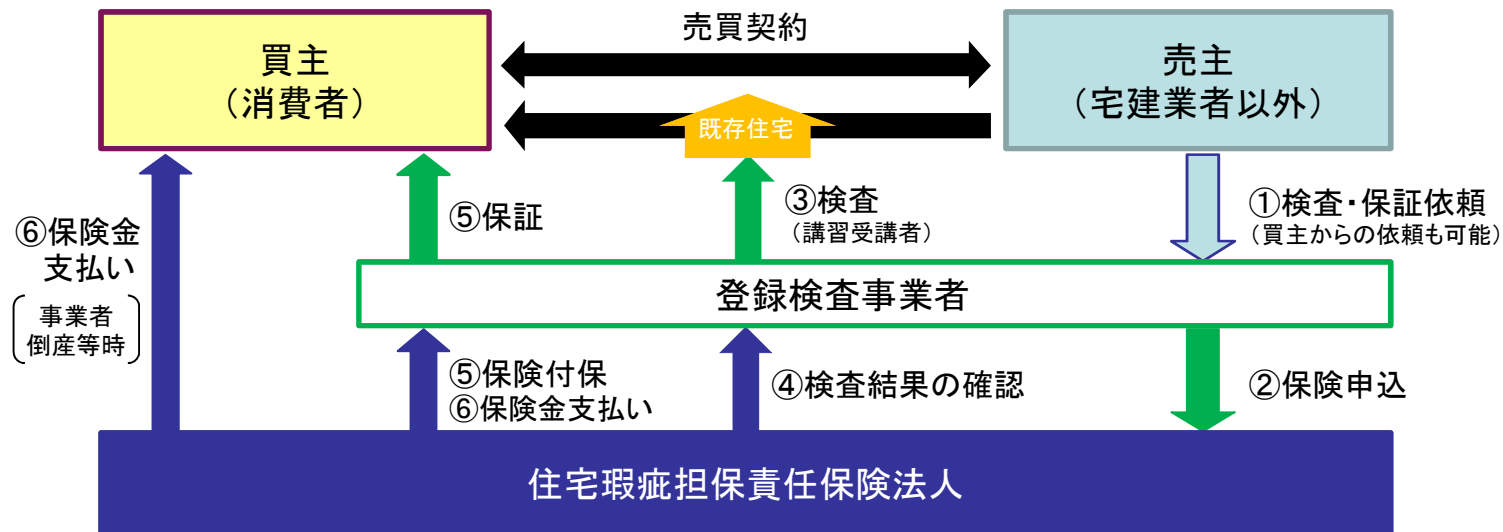 売買契約
買主
（消費者）
売主
（宅建業者以外）
既存住宅
⑥保険金
支払い
事業者
倒産等時
⑤保証
③検査
（講習受講者）
①検査・保証依頼
（買主からの依頼も可能）
登録検査事業者
⑤保険付保
⑥保険金支払い
④検査結果の確認
②保険申込
住宅瑕疵担保責任保険法人